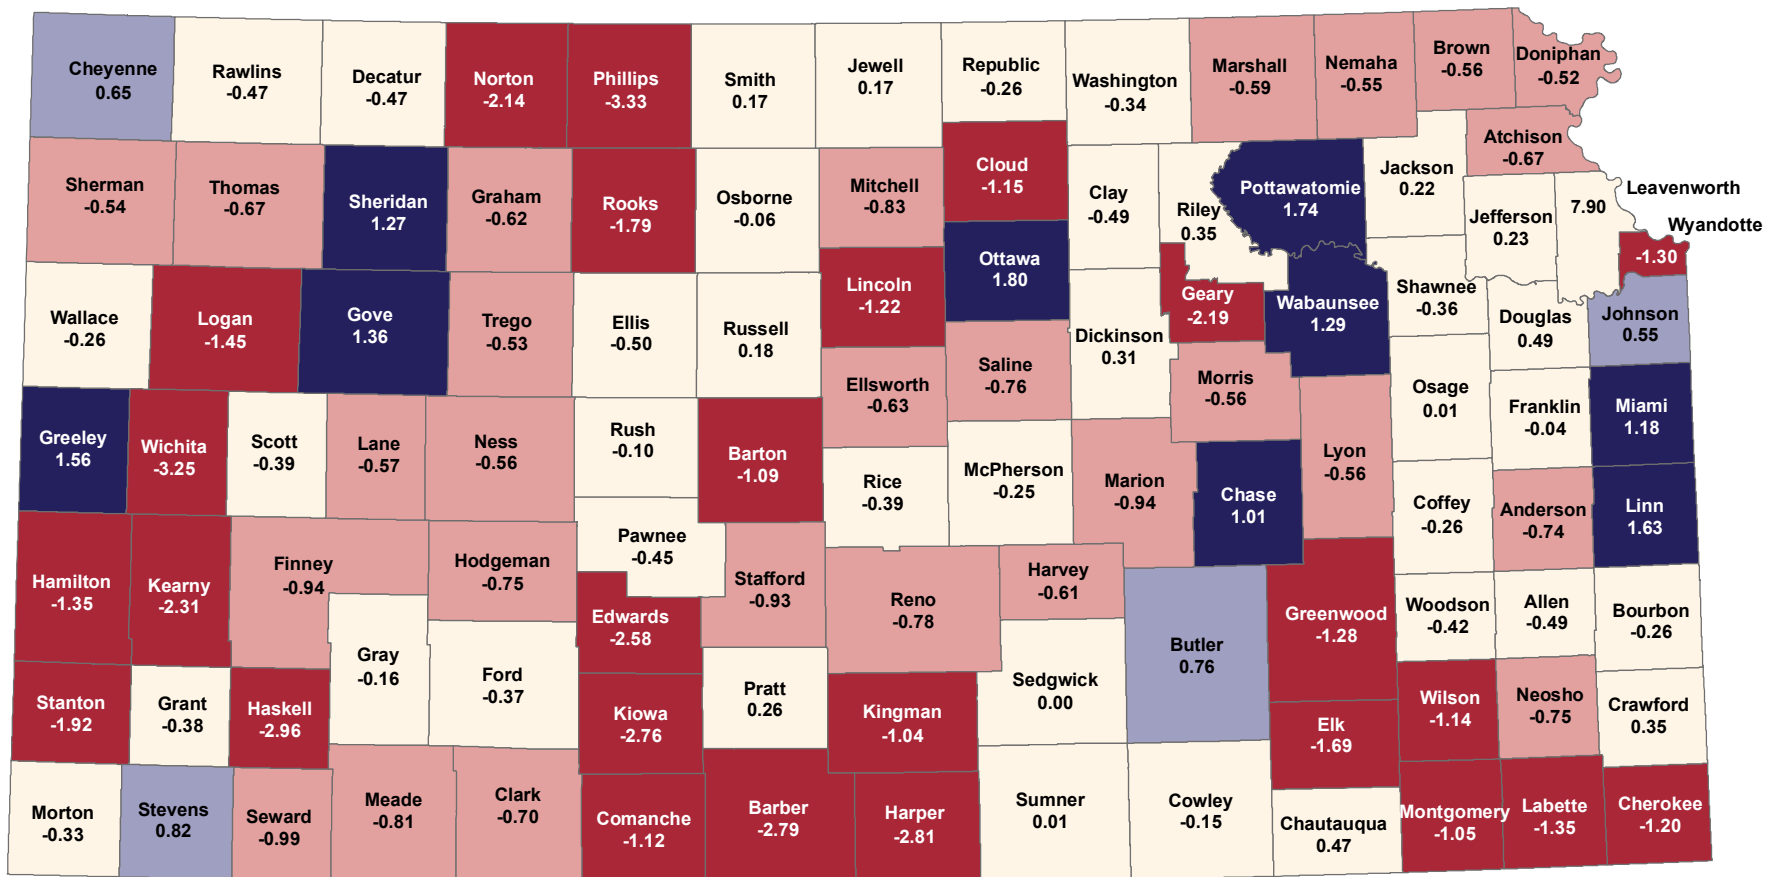 Cheyenne
0.65
Rawlins
-0.47
Decatur
-0.47
Norton
-2.14
Phillips
-3.33
Smith
0.17
Jewell
0.17
Republic
-0.26
Washington
-0.34
Marshall
-0.59
Nemaha
-0.55
Brown
-0.56
Doniphan
-0.52
Sherman
-0.54
Thomas
-0.67
Sheridan
1.27
Graham
-0.62
Rooks
-1.79
Osborne
-0.06
Mitchell
-0.83
Cloud
-1.15
Clay
-0.49
Riley
0.35
Pottawatomie
1.74
Jackson
0.22
Atchison
-0.67
Jefferson
0.23
Leavenworth
7.90
Wyandotte
-1.30
Wallace
-0.26
Logan
-1.45
Gove
1.36
Trego
-0.53
Ellis
-0.50
Russell
0.18
Lincoln
-1.22
Ottawa
1.80
Saline
-0.76
Dickinson
0.31
Geary
-2.19
Wabaunsee
1.29
Shawnee
-0.36
Douglas
0.49
Johnson
0.55
Greeley
1.56
Wichita
-3.25
Scott
-0.39
Lane
-0.57
Ness
-0.56
Rush
-0.10
Barton
-1.09
Ellsworth
-0.63
Rice
-0.39
McPherson
-0.25
Marion
-0.94
Morris
-0.56
Chase
1.01
Lyon
-0.56
Osage
0.01
Franklin
-0.04
Miami
1.18
Coffey
-0.26
Anderson
-0.74
Linn
1.63
Hamilton
-1.35
Kearny
-2.31
Finney
-0.94
Hodgeman
-0.75
Pawnee
-0.45
Edwards
-2.58
Stafford
-0.93
Reno
-0.78
Harvey
-0.61
Butler
0.76
Greenwood
-1.28
Woodson
-0.42
Allen
-0.49
Bourbon
-0.26
Stanton
-1.92
Grant
-0.38
Haskell
-2.96
Gray
-0.16
Ford
-0.37
Kiowa
-2.76
Pratt
0.26
Kingman
-1.04
Sedgwick
0.00
Elk
-1.69
Wilson
-1.14
Neosho
-0.75
Crawford
0.35
Morton
-0.33
Stevens
0.82
Seward
-0.99
Meade
-0.81
Clark
-0.70
Comanche
-1.12
Barber
-2.79
Harper
-2.81
Sumner
0.01
Cowley
-0.15
Chautauqua
0.47
Montgomery
-1.05
Labette
-1.35
Cherokee
-1.20